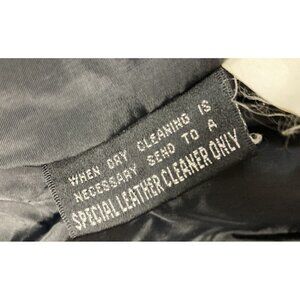 WHEN DRY CLEANING IS
NECESSARY SEND TO A
SPECIAL LEATHER CLEANER ONLY